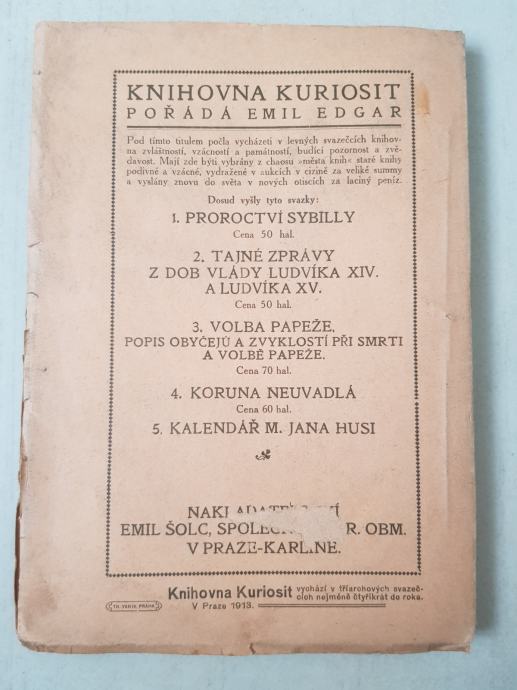 KNIHOVNA KURIOSIT
POŘÁDÁ EMIL EDGAR
Pod tímto titulem počla vycházeti v levných svazečcích knihov-
na zvláštností, vzácností a památností, budící pozornost a zvě-
davost. Mají zde býti vybrány z chaosu »města knih« staré knihy
podivné a vzácné, vydražené v aukcích v cizině za veliké summy
a vyslány znovu do světa v nových otiscích za laciný peníz.
Dosud vyšly tyto svazky:
1. PROROCTVÍ SYBILLY
Cena 50 hal.
2. TAJNÉ ZPRÁVY
Z DOB VLÁDY LUDVÍKA XIV.
A LUDVÍKA XV.
Cena 50 hal.
3. VOLBA PAPEŽE,
POPIS OBYČEJŮ A ZVYKLOSTÍ PŘI SMRTI
A VOLBĚ PAPEŽE.
Cena 70 hal.
4. KORUNA NEUVADLÁ
Cena 60 hal.
5. KALENDÁŘ M. JANA HUSI
EMIL ŠOLC, R. OBM.
V PRAZE-KARLÍNĚ.
Knihovna Kuriosit vychází v tříarchových svazeč-
cích nejméně čtyřikrát do roka.
V Praze 1913.